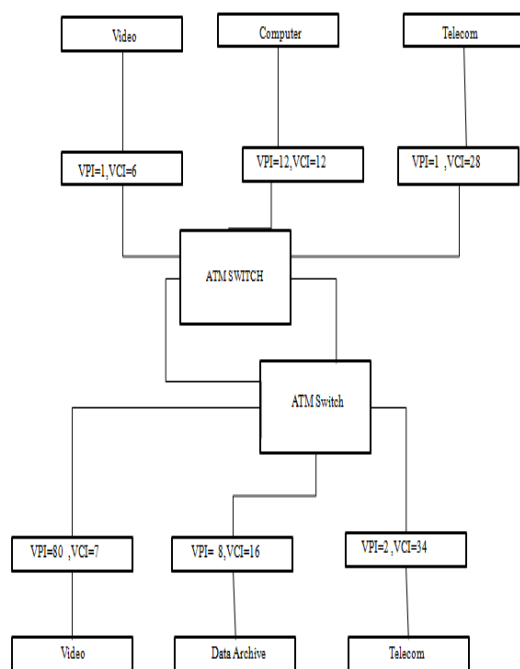 Video
Computer
Telecom
VPI=1,VCI=6
VPI=12,VCI=12
VPI=1 ,VCI=28
ATM SWITCH
ATM Switch
VPI=80 ,VCI=7
VPI= 8,VCI=16
VPI=2 ,VCI=34
Video
Data Archive
Telecom